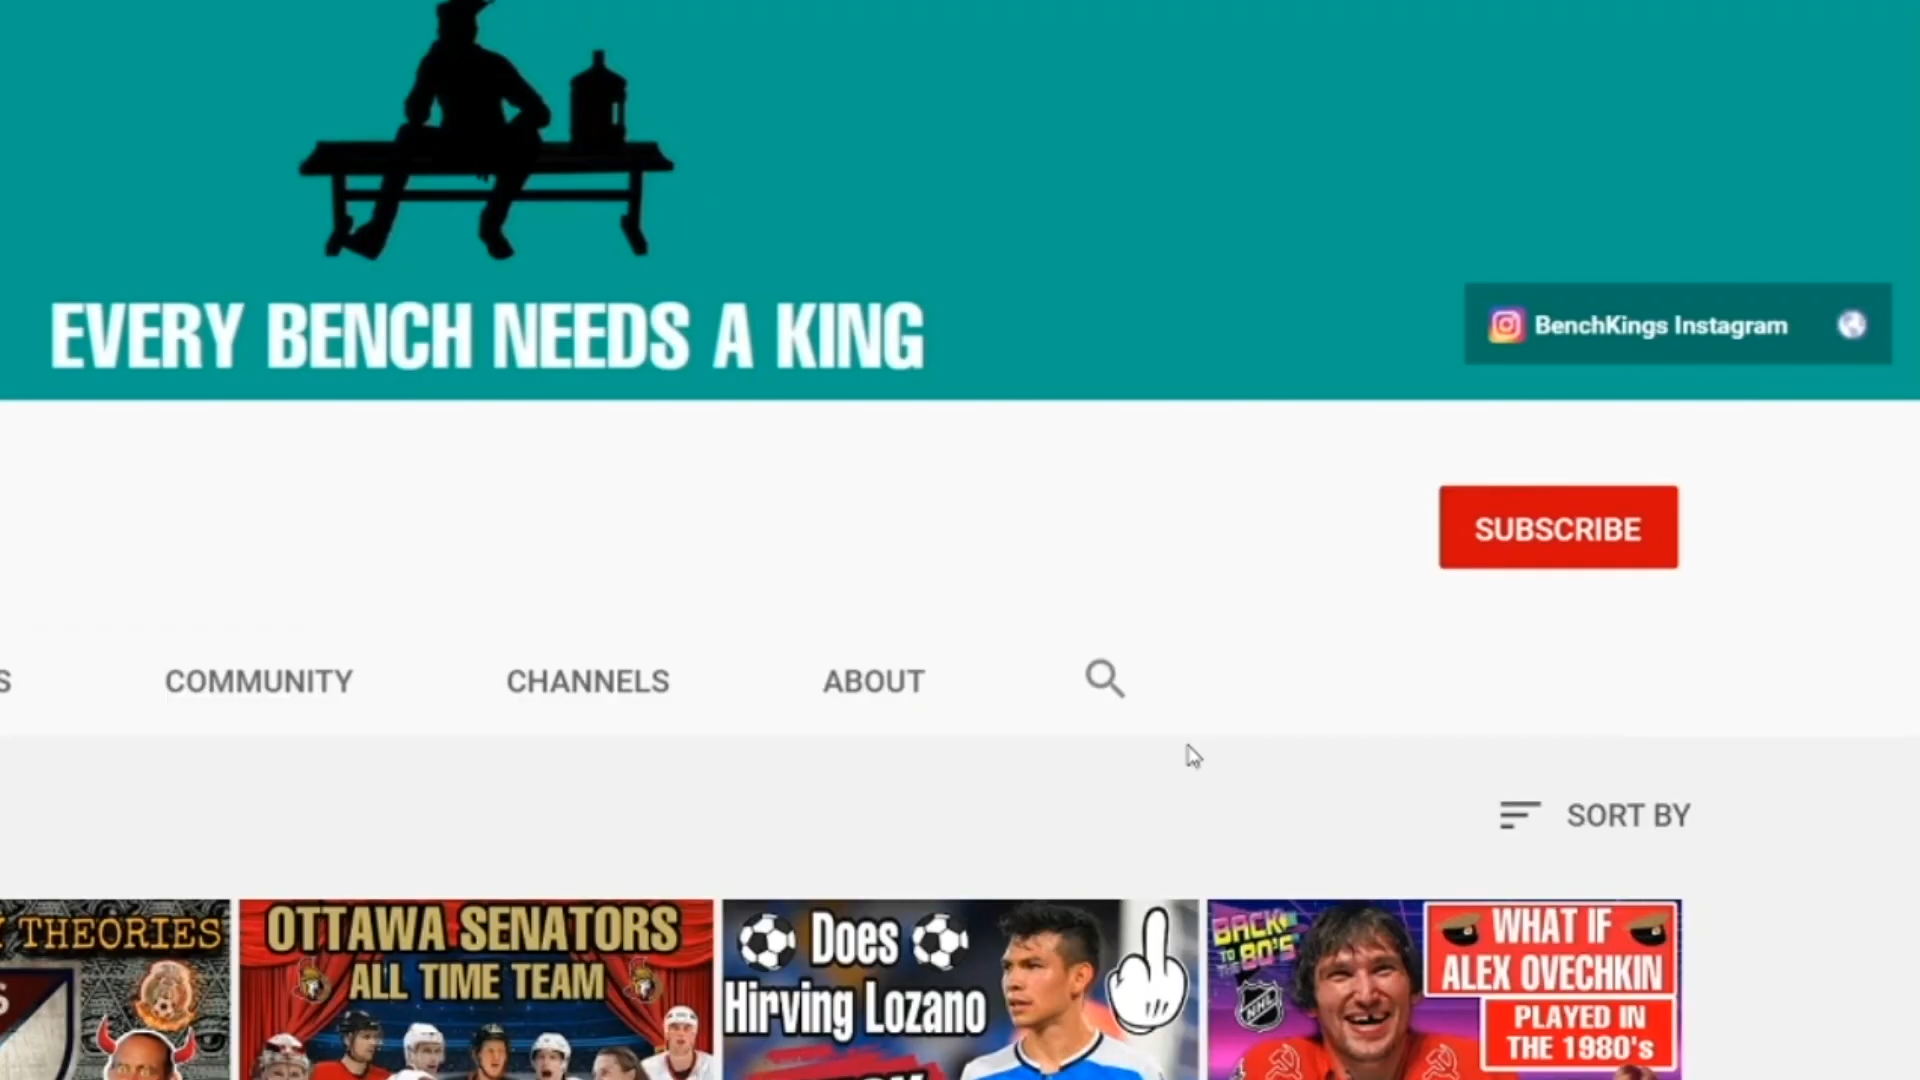 EVERY BENCH NEEDS A KING
BenchKings Instagram
SUBSCRIBE
S
COMMUNITY
CHANNELS
ABOUT
SORT BY
Y THEORIES
OTTAWA SENATORS
ALL TIME TEAM
Does
Hirving Lozano
BACK
TO THE
80'S
NHL
WHAT IF
ALEX OVECHKIN
PLAYED IN
THE 1980's